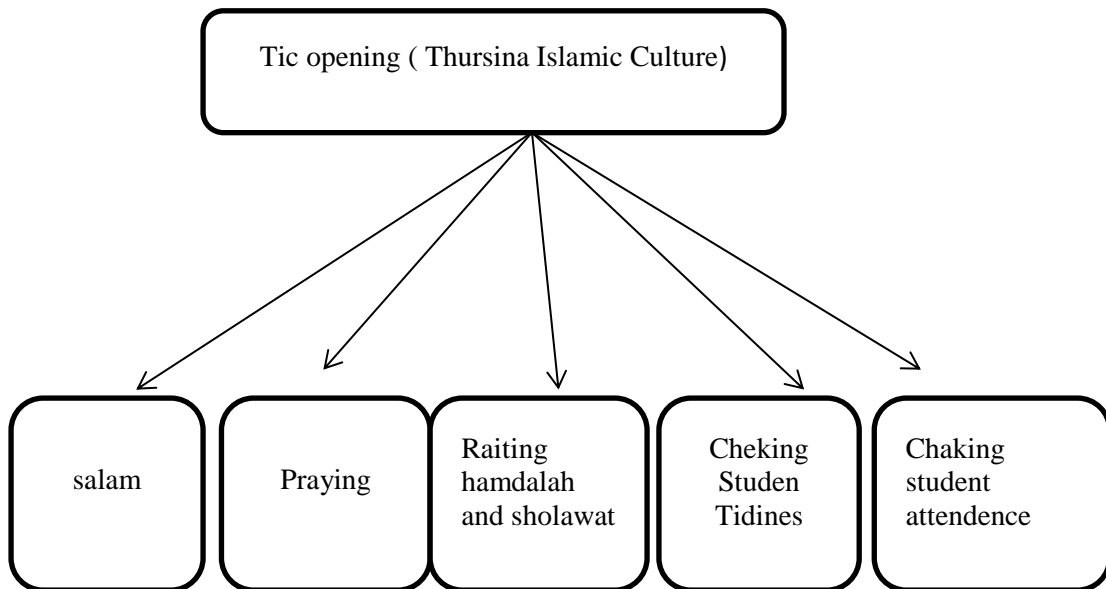 Tic opening ( Thursina Islamic Culture)
salam
Praying
Raiting
hamdalah
and sholawat
Cheking
Studen
Tidines
Chaking
student
attendence